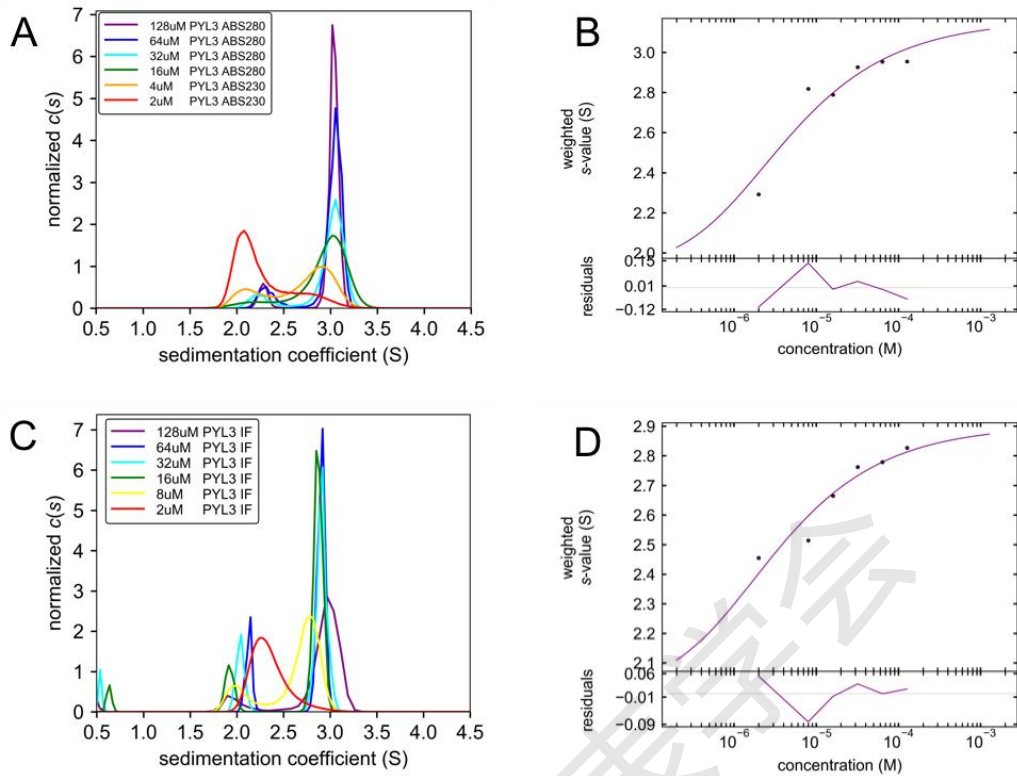 A
normalized c(s)
7
6
5
4
3
2
1
0
128uM PYL3 ABS280
64uM PYL3 ABS280
32uM PYL3 ABS280
16uM PYL3 ABS280
4uM PYL3 ABS230
2uM PYL3 ABS230
0.5 1.0 1.5 2.0 2.5 3.0 3.5 4.0 4.5
sedimentation coefficient (S)
B
weighted
s-value (S)
3.0
2.8
2.6
2.4
2.2
2.0
residuals
0.15
0.01
−0.12
10−6 10−5 10−4 10−3
concentration (M)
C
normalized c(s)
7
6
5
4
3
2
1
0
128uM PYL3 IF
64uM PYL3 IF
32uM PYL3 IF
16uM PYL3 IF
8uM PYL3 IF
2uM PYL3 IF
0.5 1.0 1.5 2.0 2.5 3.0 3.5 4.0 4.5
sedimentation coefficient (S)
D
weighted
s-value (S)
2.9
2.8
2.7
2.6
2.5
2.4
2.3
2.2
2.1
residuals
0.06
−0.01
−0.09
10−6 10−5 10−4 10−3
concentration (M)
学会